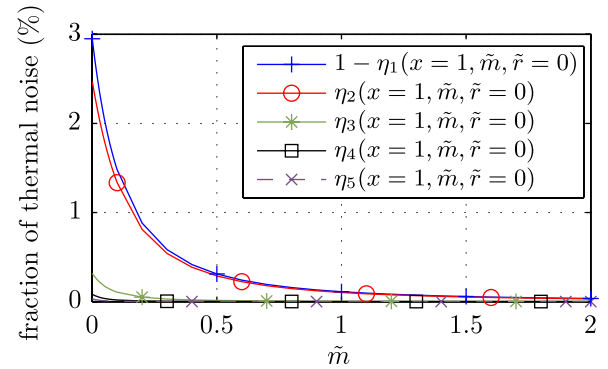 fraction of thermal noise (%)
3
2
1
0
1 − η₁(x = 1, m̃, r̃ = 0)
η₂(x = 1, m̃, r̃ = 0)
η₃(x = 1, m̃, r̃ = 0)
η₄(x = 1, m̃, r̃ = 0)
η₅(x = 1, m̃, r̃ = 0)
0 0.5 1 1.5 2
m̃